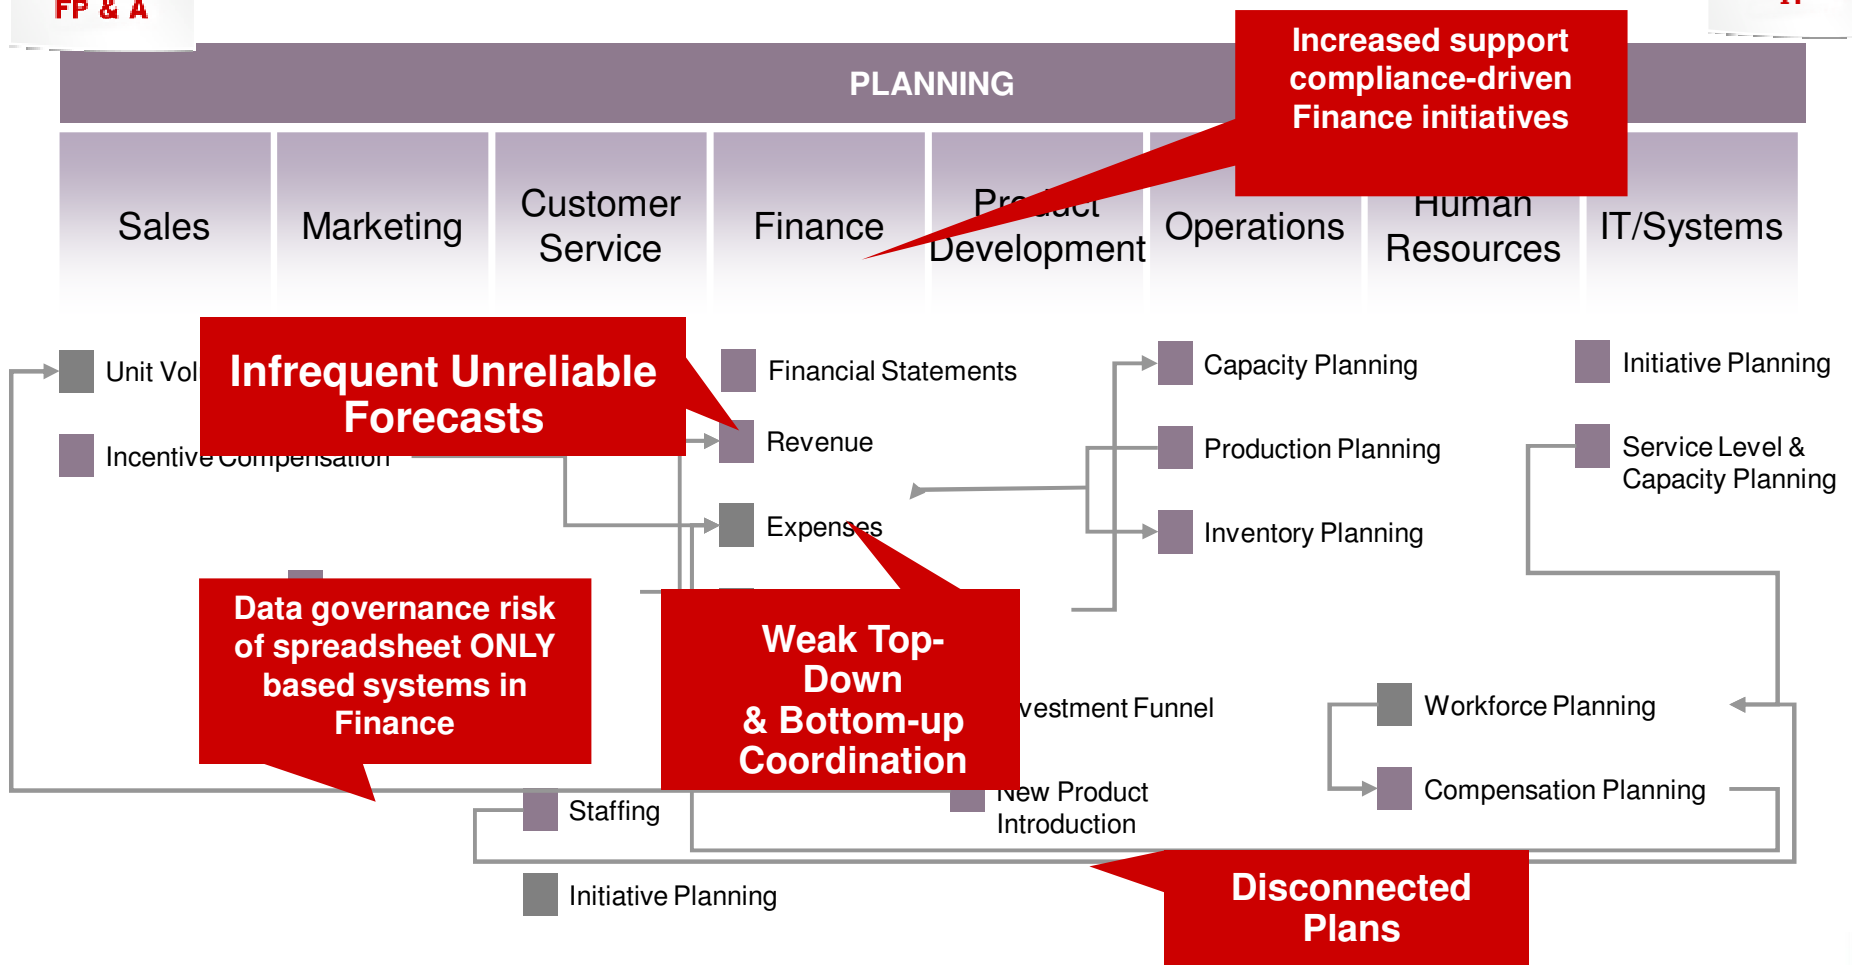 FP & A
IT
PLANNING
Increased support
compliance-driven
Finance initiatives
Sales
Marketing
Customer
Service
Finance
Product
Development
Operations
Human
Resources
IT/Systems
Unit Vol
Infrequent Unreliable
Forecasts
Incentive Compensation
Financial Statements
Revenue
Expenses
Capacity Planning
Production Planning
Inventory Planning
Initiative Planning
Service Level &
Capacity Planning
Data governance risk
of spreadsheet ONLY
based systems in
Finance
Weak Top-
Down
& Bottom-up
Coordination
vestment Funnel
New Product
Introduction
Workforce Planning
Compensation Planning
Staffing
Initiative Planning
Disconnected
Plans